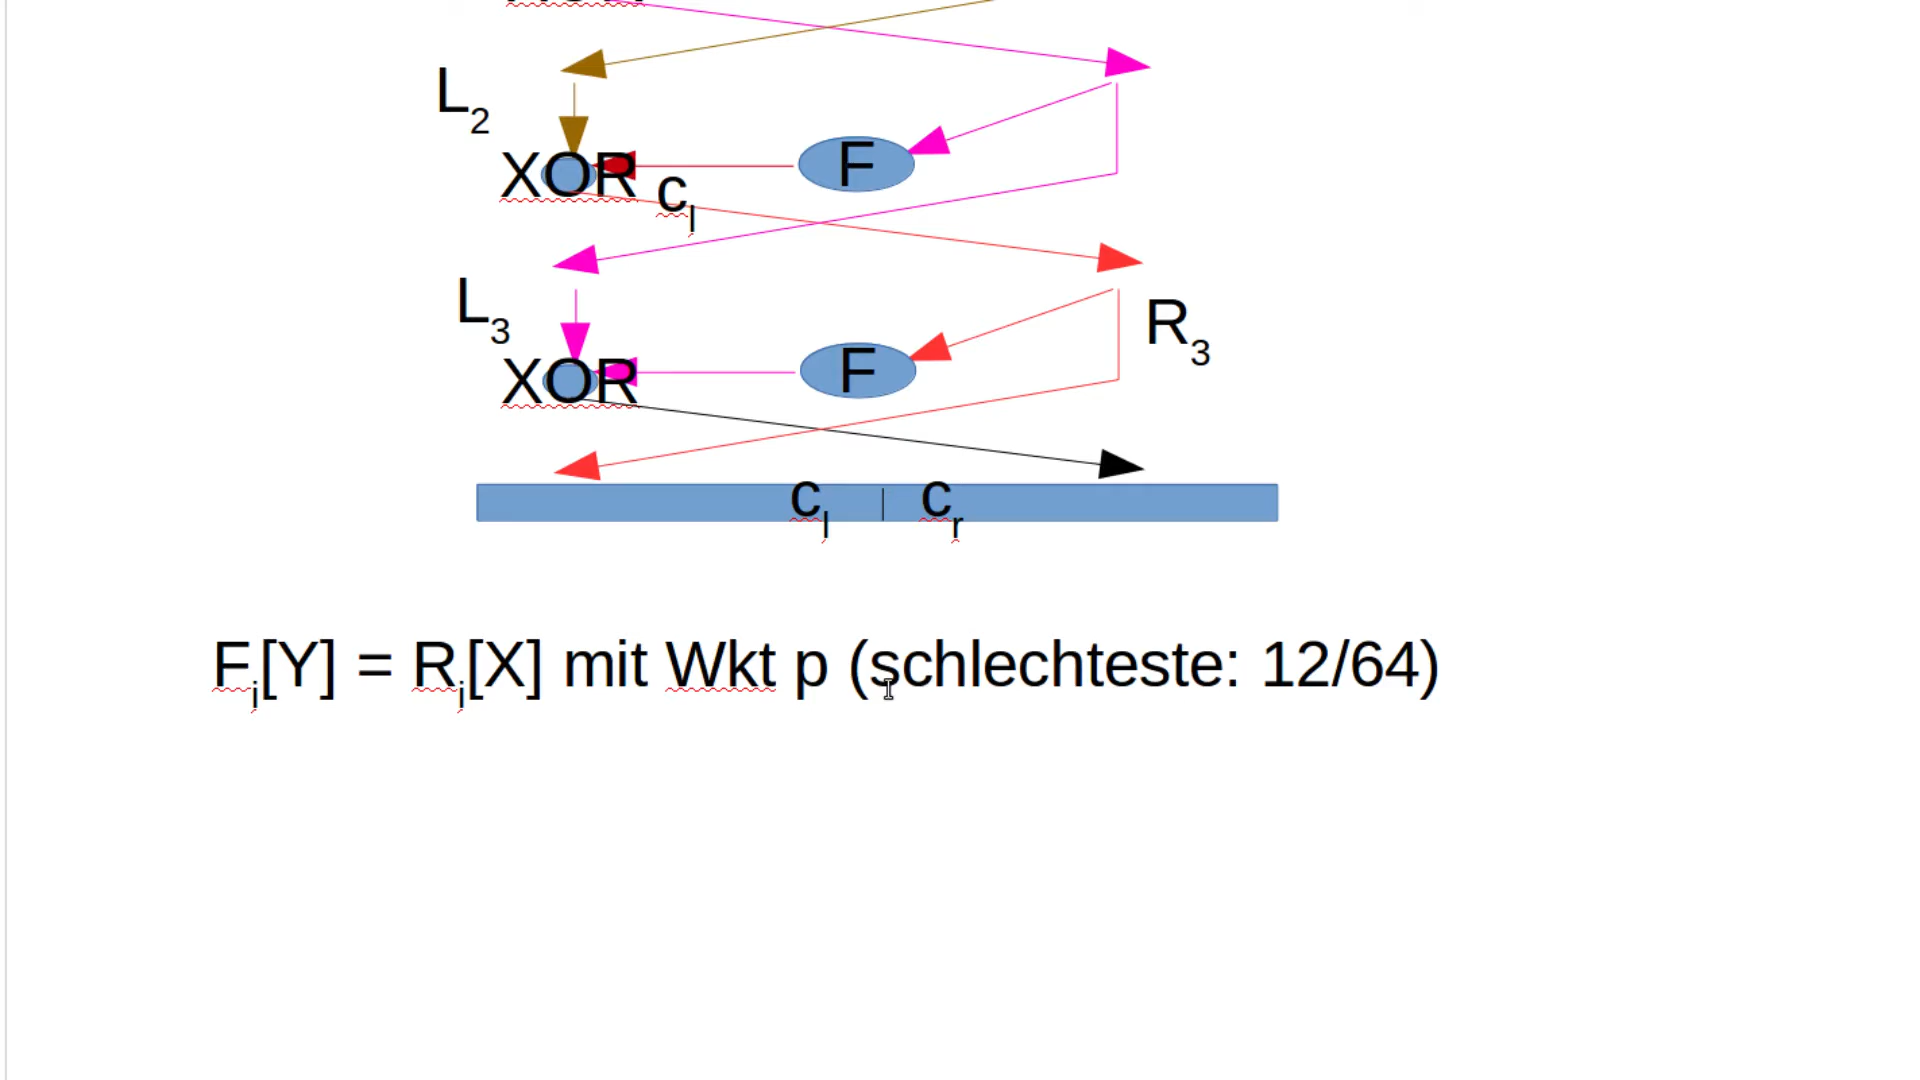 L2
XOR
F
cl
L3
R3
XOR
F
cl | cr
Fi[Y] = Ri[X] mit Wkt p (schlechteste: 12/64)